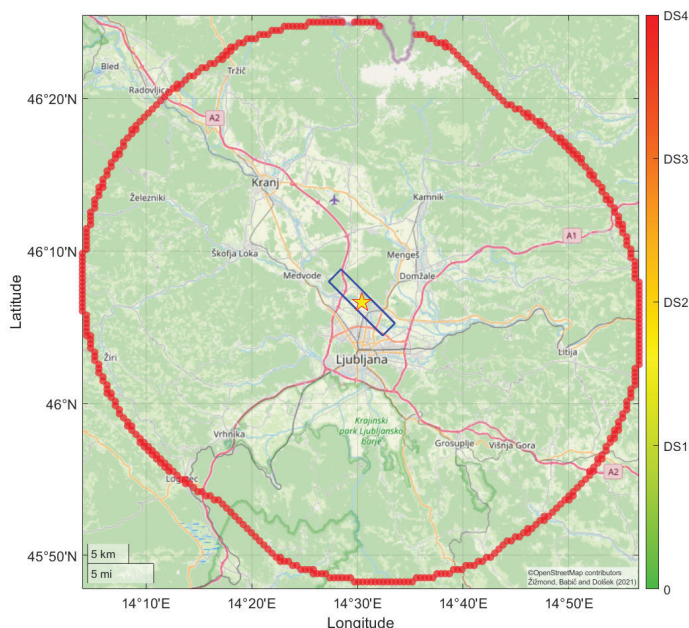 DS4
46°20'N
Bled
Tržič
Radovljica
A2
DS3
Kranj
Železniki
Kamnik
46°10'N
A1
Škofja Loka
Mengeš
Medvode
Domžale
Latitude
DS2
Žiri
Ljubljana
Litija
46°N
Krajinski
park Ljubljansko
barje
Vrhnika
Grosuplje
Višnja Gora
DS1
A2
45°50'N
5 km
5 mi
©OpenStreetMap contributors
Žižmond, Babič and Dolšek (2021)
0
14°10'E
14°20'E
14°30'E
14°40'E
14°50'E
Longitude